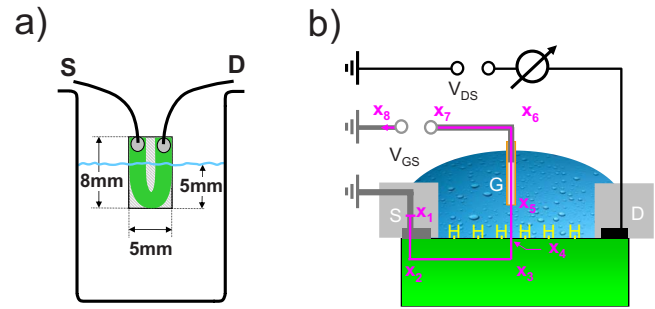 a)
S
D
8mm
5mm
5mm
b)
V_DS
x_8
x_7
x_6
V_GS
G
x_5
S
x_1
D
H H H H H H
x_4
x_2
x_3